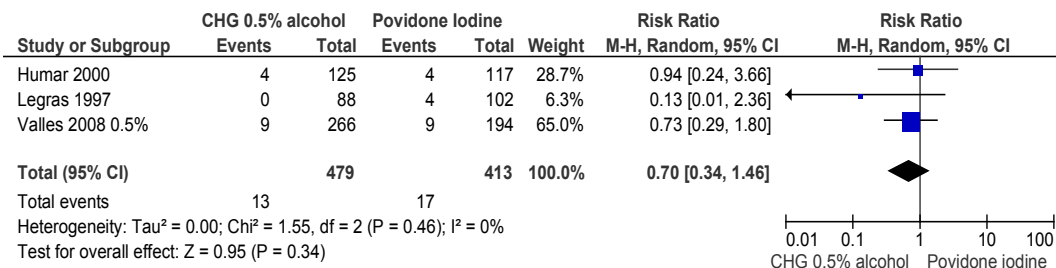 CHG 0.5% alcohol Povidone Iodine Risk Ratio Risk Ratio
Study or Subgroup Events Total Events Total Weight M-H, Random, 95% CI M-H, Random, 95% CI
Humar 2000 4 125 4 117 28.7% 0.94 [0.24, 3.66]
Legras 1997 0 88 4 102 6.3% 0.13 [0.01, 2.36]
Valles 2008 0.5% 9 266 9 194 65.0% 0.73 [0.29, 1.80]
Total (95% CI) 479 413 100.0% 0.70 [0.34, 1.46]
Total events 13 17
Heterogeneity: Tau² = 0.00; Chi² = 1.55, df = 2 (P = 0.46); I² = 0%
Test for overall effect: Z = 0.95 (P = 0.34)
0.01 0.1 1 10 100
CHG 0.5% alcohol Povidone iodine